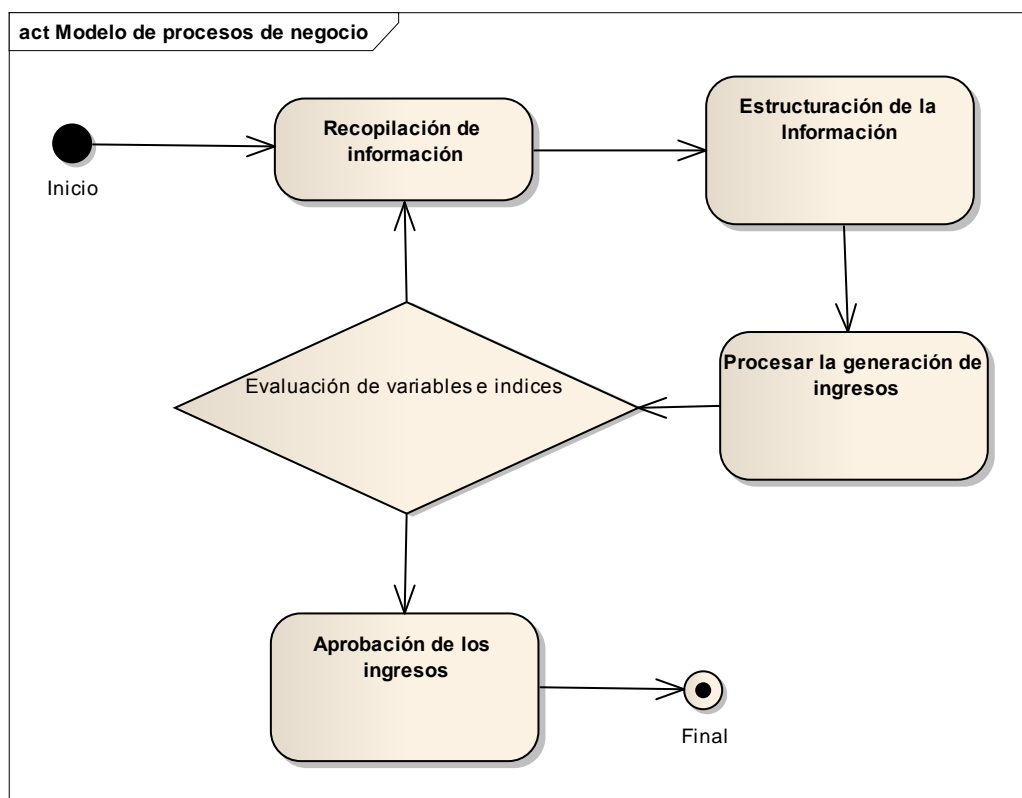 act Modelo de procesos de negocio
Inicio
Recopilación de
información
Estructuración de la
Información
Procesar la generación de
ingresos
Evaluación de variables e indices
Aprobación de los
ingresos
Final